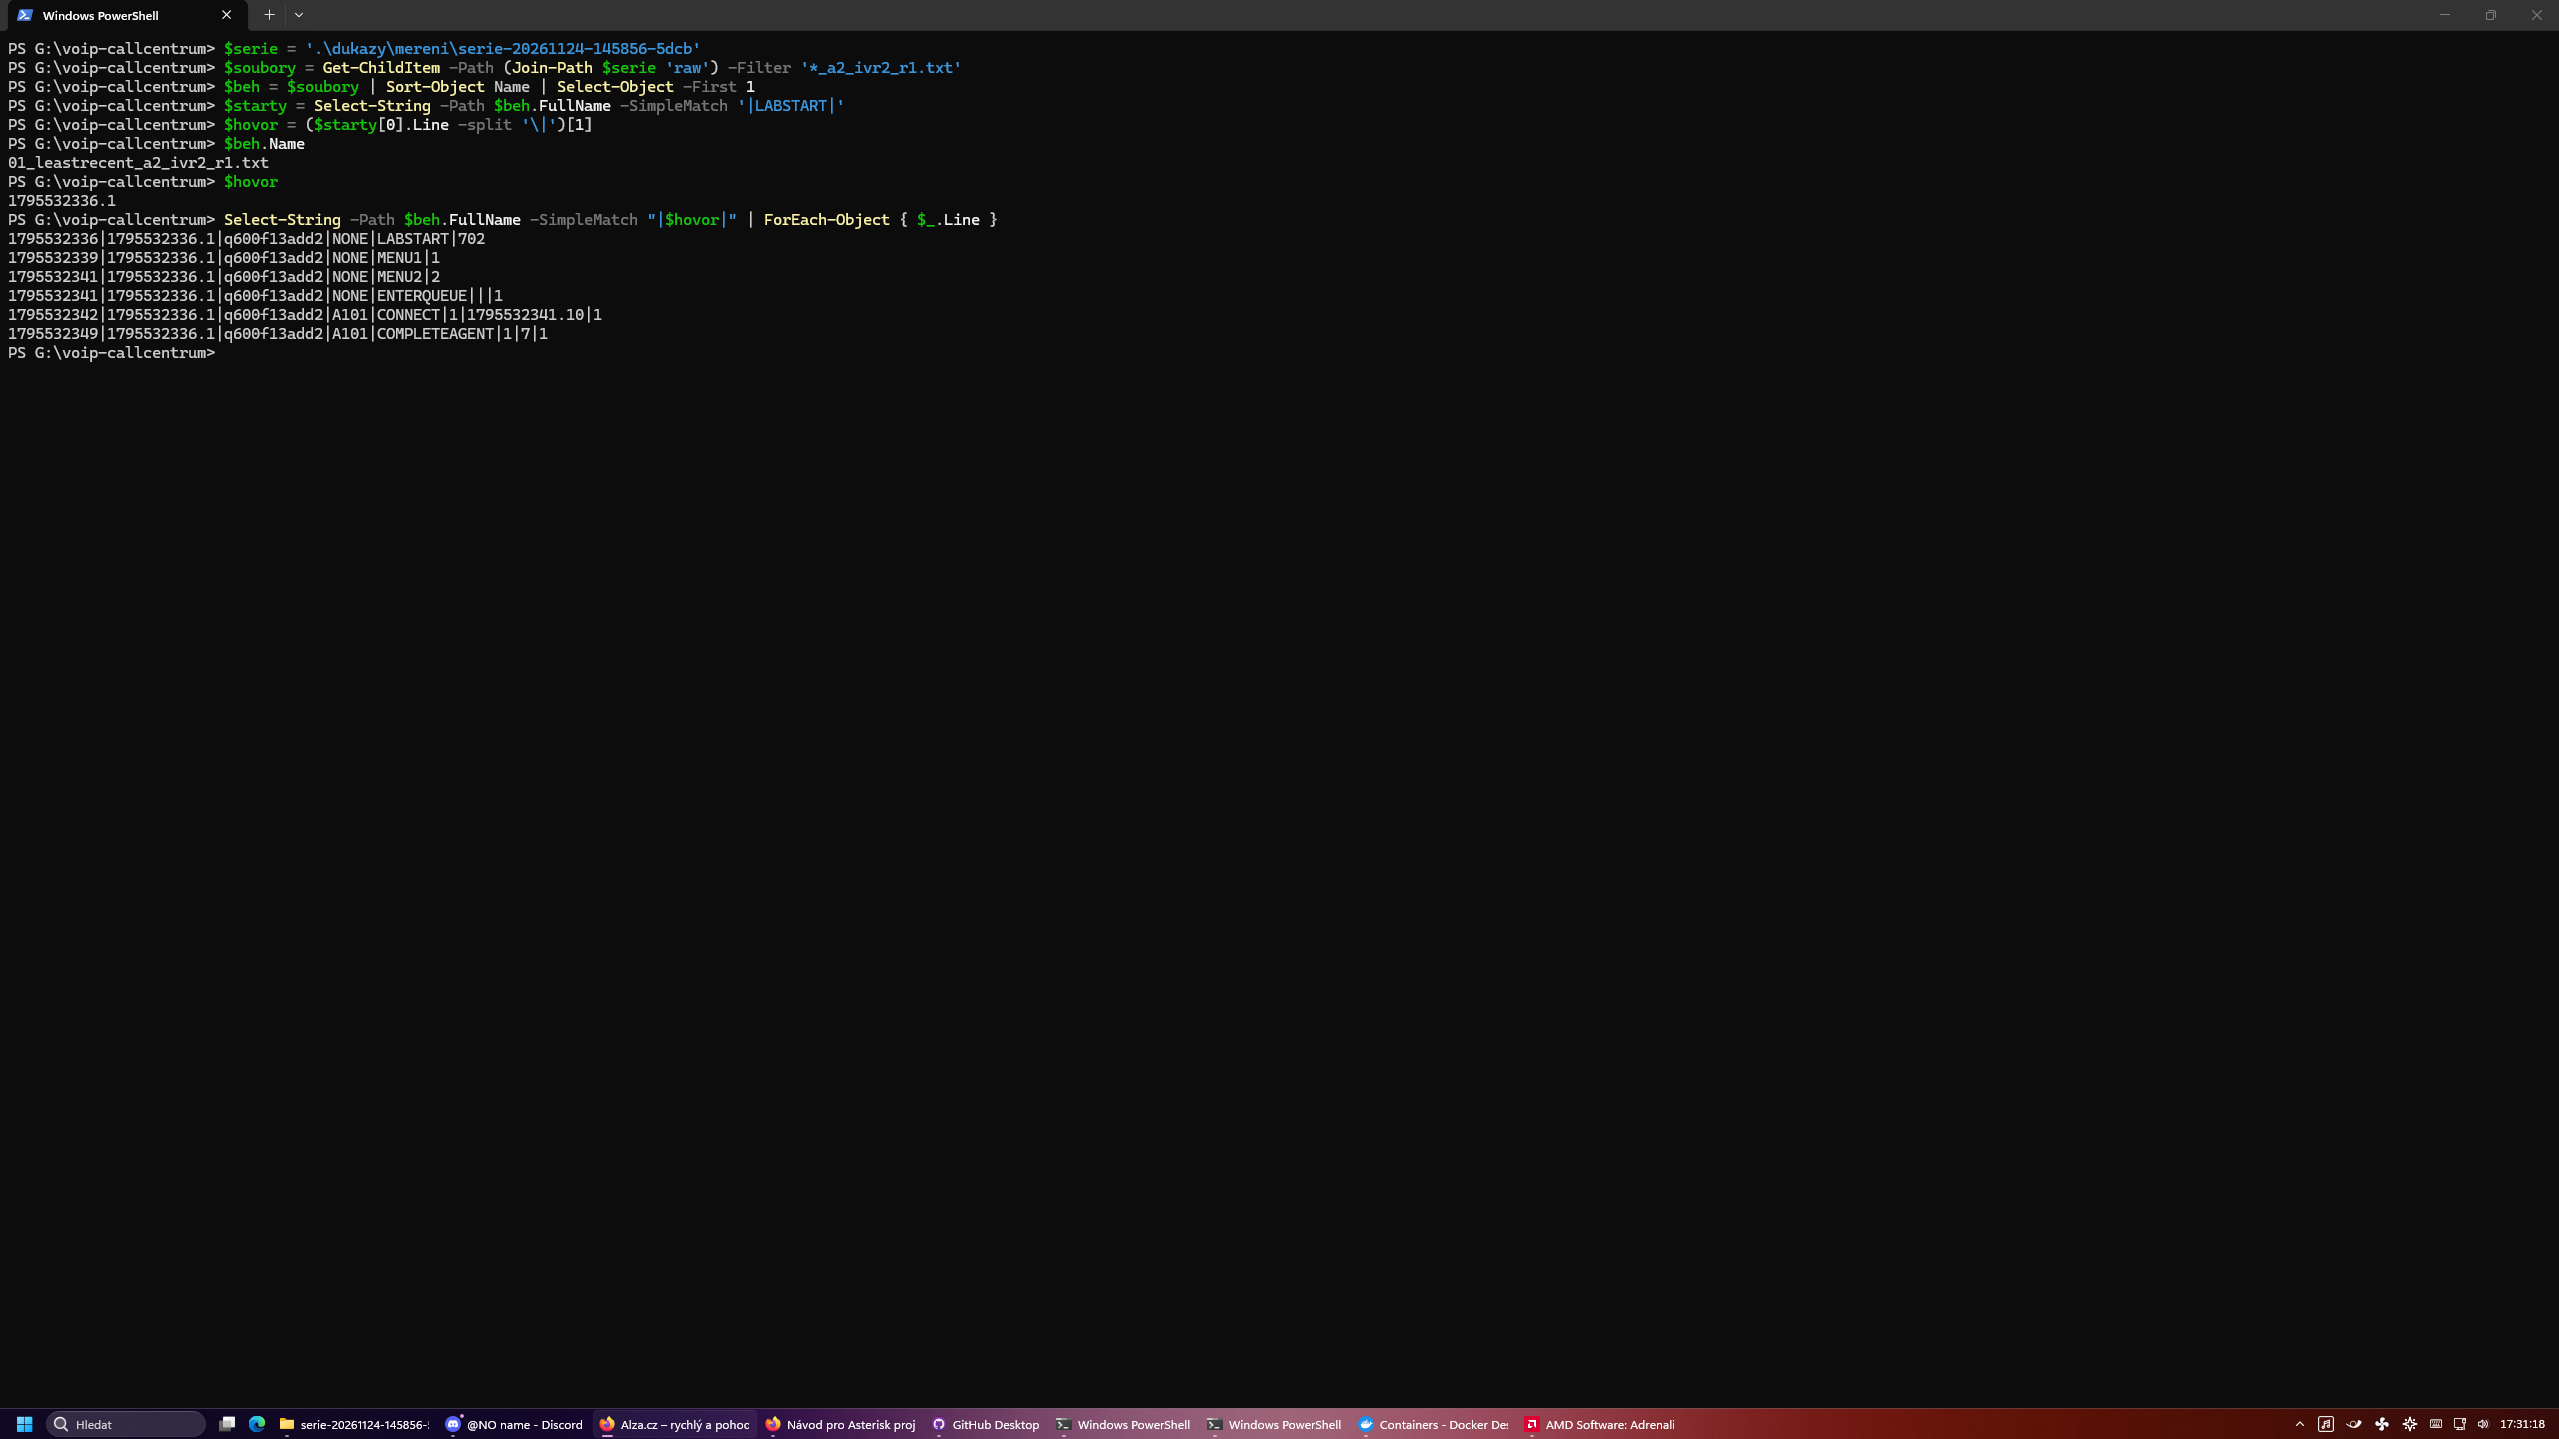 Windows PowerShell
PS G:\voip-callcentrum> $serie = '.\dukazy\mereni\serie-20261124-145856-5dcb'
PS G:\voip-callcentrum> $soubory = Get-ChildItem -Path (Join-Path $serie 'raw') -Filter '*_a2_ivr2_r1.txt'
PS G:\voip-callcentrum> $beh = $soubory | Sort-Object Name | Select-Object -First 1
PS G:\voip-callcentrum> $starty = Select-String -Path $beh.FullName -SimpleMatch '|LABSTART|'
PS G:\voip-callcentrum> $hovor = ($starty[0].Line -split '\|')[1]
PS G:\voip-callcentrum> $beh.Name
01_leastrecent_a2_ivr2_r1.txt
PS G:\voip-callcentrum> $hovor
1795532336.1
PS G:\voip-callcentrum> Select-String -Path $beh.FullName -SimpleMatch "|$hovor|" | ForEach-Object { $_.Line }
1795532336|1795532336.1|q600f13add2|NONE|LABSTART|702
1795532339|1795532336.1|q600f13add2|NONE|MENU1|1
1795532341|1795532336.1|q600f13add2|NONE|MENU2|2
1795532341|1795532336.1|q600f13add2|NONE|ENTERQUEUE|||1
1795532342|1795532336.1|q600f13add2|A101|CONNECT|1|1795532341.10|1
1795532349|1795532336.1|q600f13add2|A101|COMPLETEAGENT|1|7|1
PS G:\voip-callcentrum>
Hledat serie-20261124-145856-5 @NO name - Discord Alza.cz – rychlý a pohoc Návod pro Asterisk proj GitHub Desktop Windows PowerShell Windows PowerShell Containers - Docker Des AMD Software: Adrenali 17:31:18